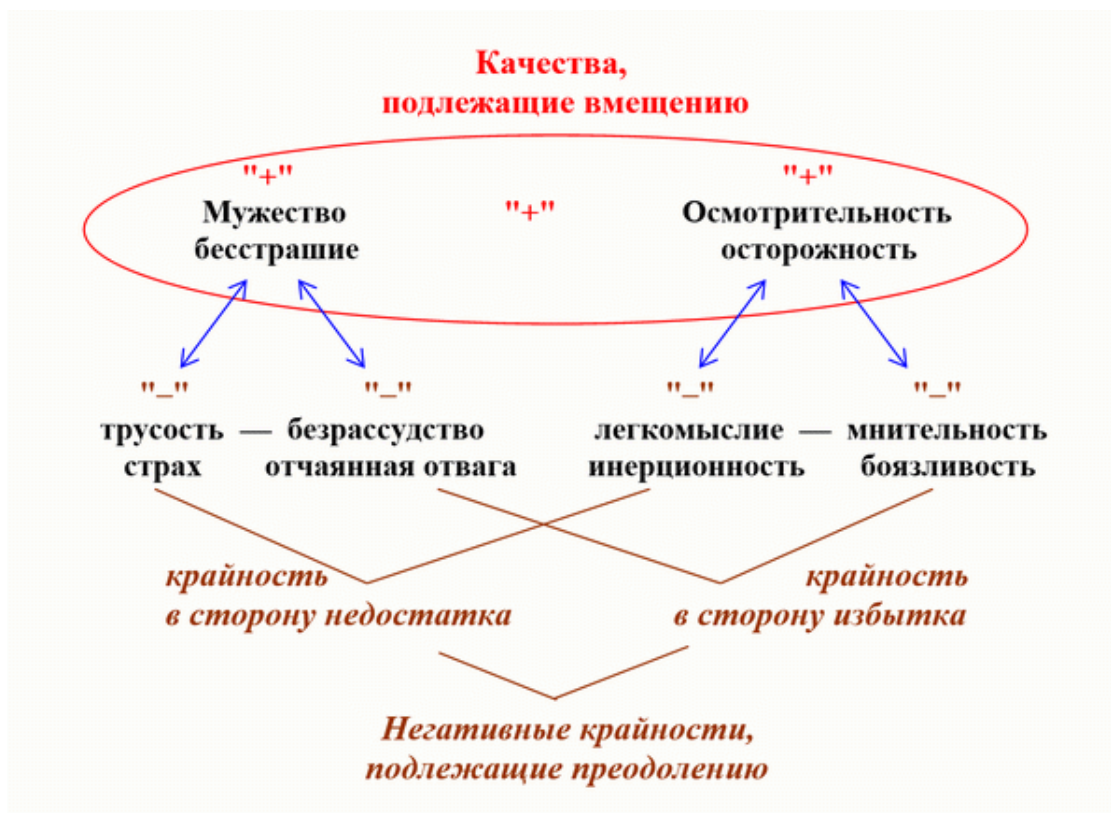 Качества,
подлежащие вмещению
"+" "+"
Мужество "+" Осмотрительность
бесстрашие осторожность
"–" "–" "–" "–"
трусость — безрассудство легкомыслие — мнительность
страх отчаянная отвага инерционность боязливость
крайность крайность
в сторону недостатка в сторону избытка
Негативные крайности,
подлежащие преодолению